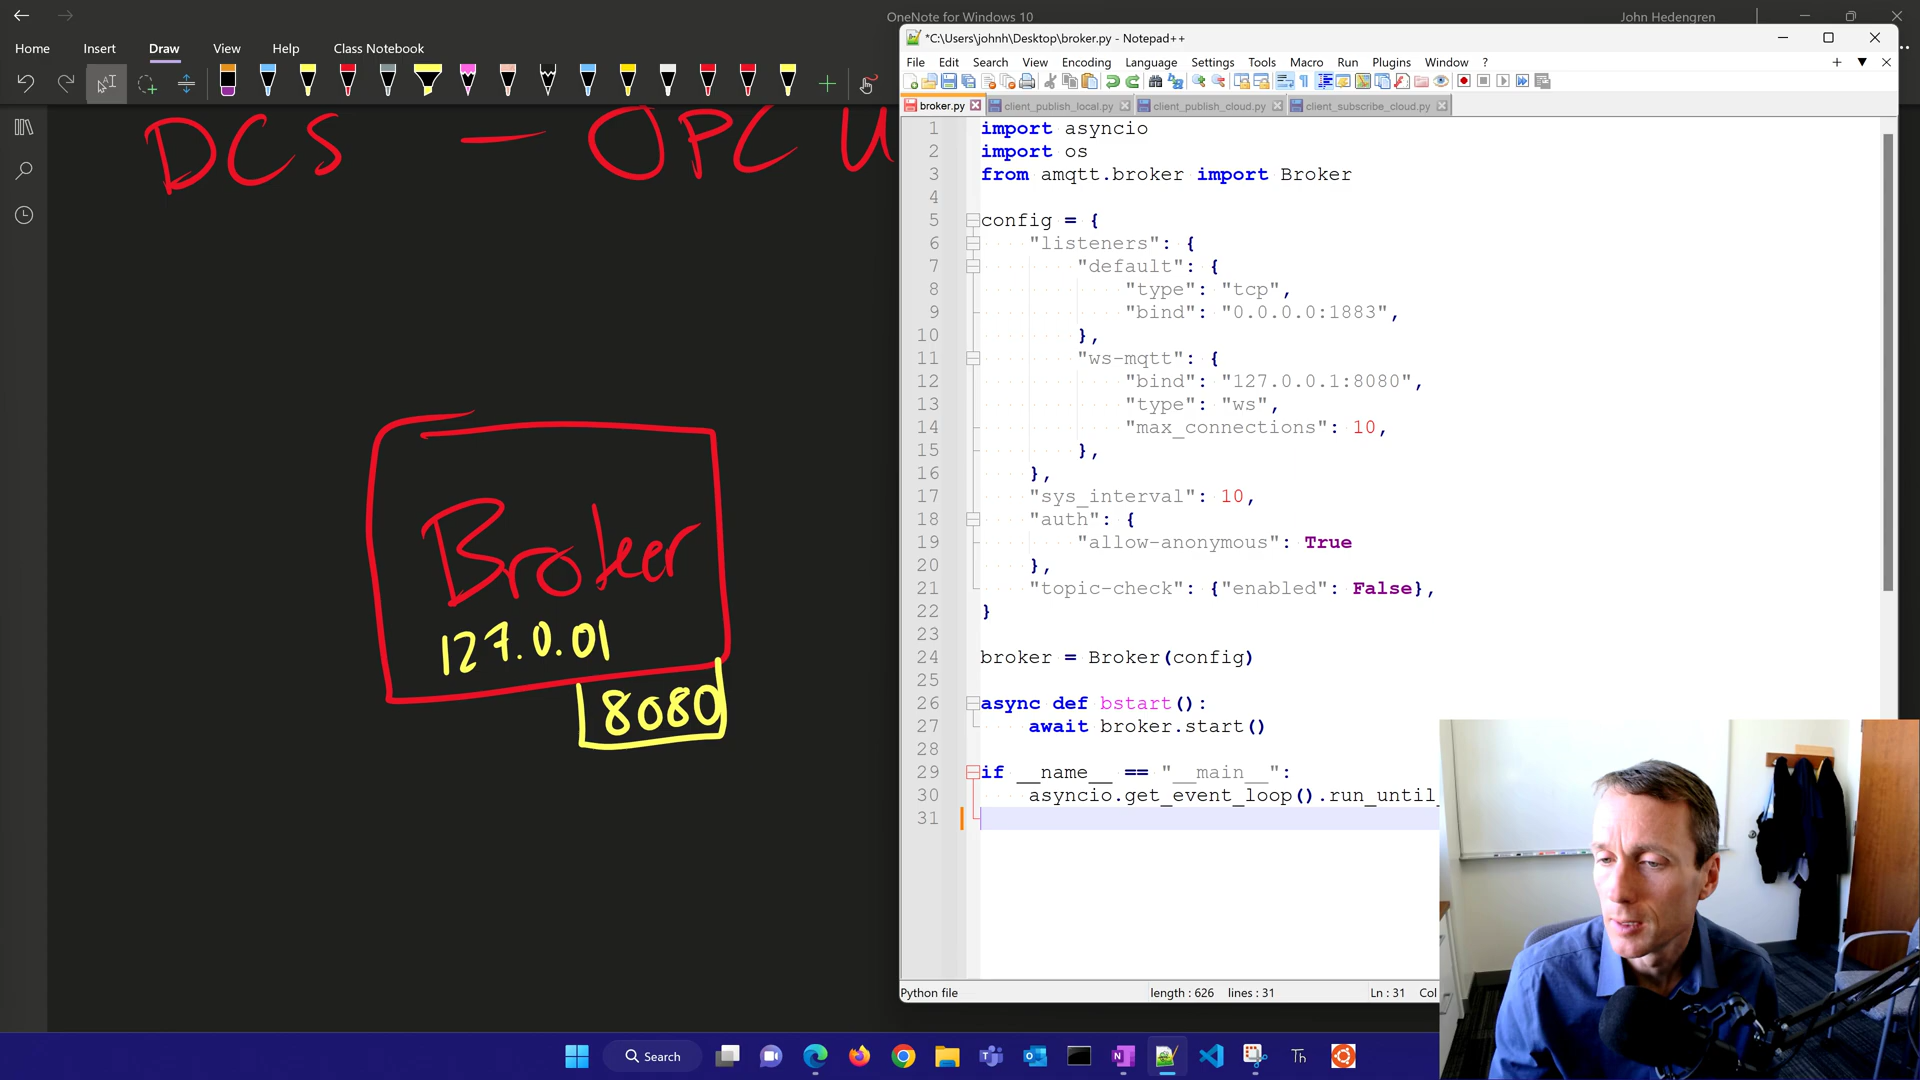 OneNote for Windows 10
John Hedengren
Home Insert Draw View Help Class Notebook
DCS — OPC U
Broker
127.0.01
8080
*C:\Users\johnh\Desktop\broker.py - Notepad++
File Edit Search View Encoding Language Settings Tools Macro Run Plugins Window ?
broker.py client_publish_local.py client_publish_cloud.py client_subscribe_cloud.py
1 import asyncio
2 import os
3 from amqtt.broker import Broker
4
5 config = {
6 "listeners": {
7 "default": {
8 "type": "tcp",
9 "bind": "0.0.0.0:1883",
10 },
11 "ws-mqtt": {
12 "bind": "127.0.0.1:8080",
13 "type": "ws",
14 "max_connections": 10,
15 },
16 },
17 "sys_interval": 10,
18 "auth": {
19 "allow-anonymous": True
20 },
21 "topic-check": {"enabled": False},
22 }
23
24 broker = Broker(config)
25
26 async def bstart():
27 await broker.start()
28
29 if __name__ == "__main__":
30 asyncio.get_event_loop().run_until_
31
Python file length : 626 lines : 31 Ln : 31 Col
Search
Th